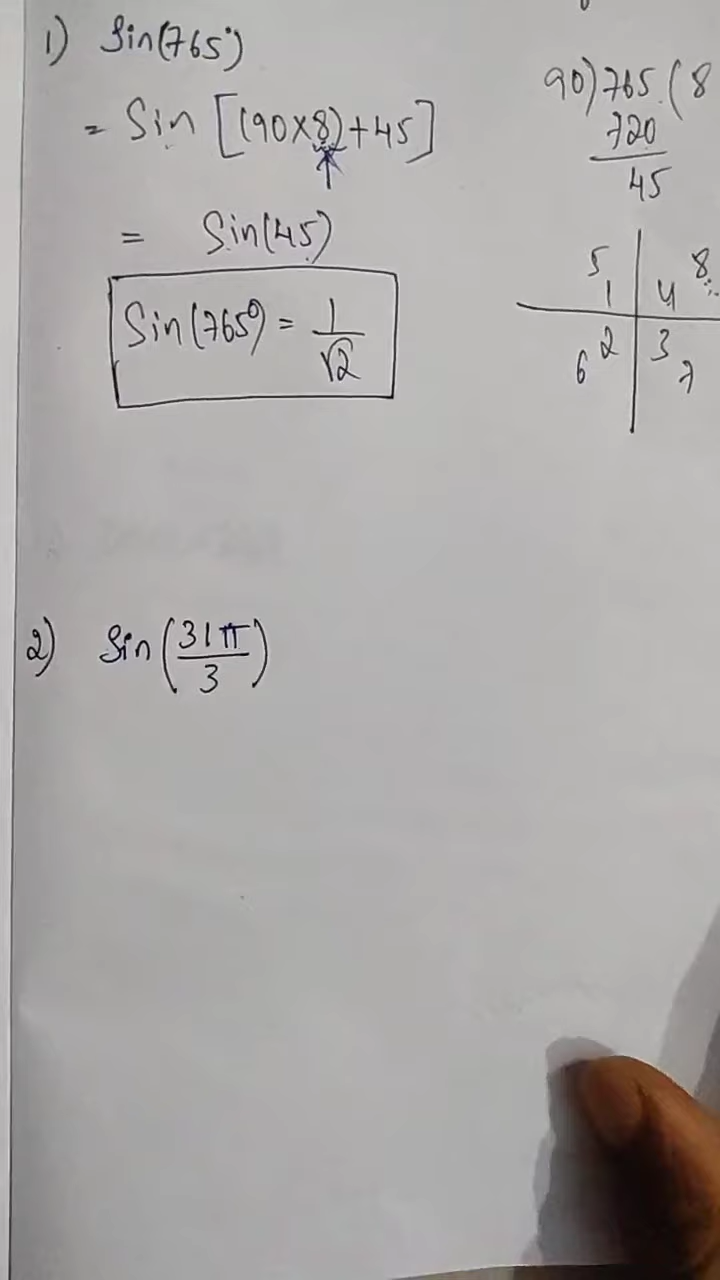 1) Sin(765°)
= Sin [(90×8)+45]
= Sin(45)
Sin(765°) = 1/√2
90)765(8
720
45
5 8
1 4
6 2 3 7
2) Sin(31π/3)